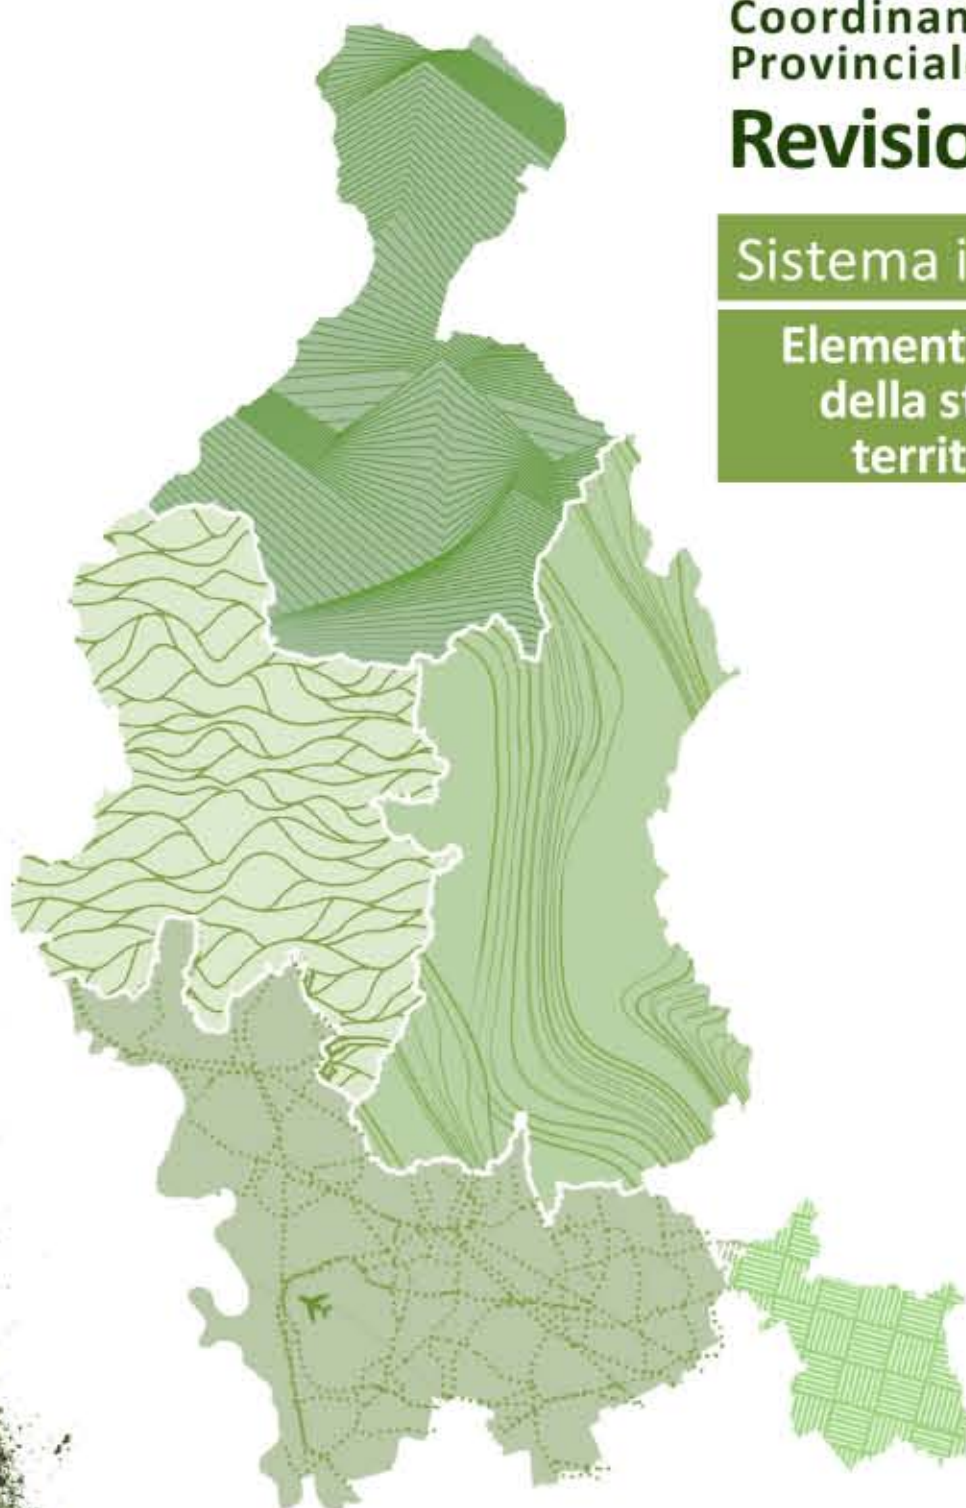 Coordinan
Provincial
Revisio
Sistema i
Element
della st
territ